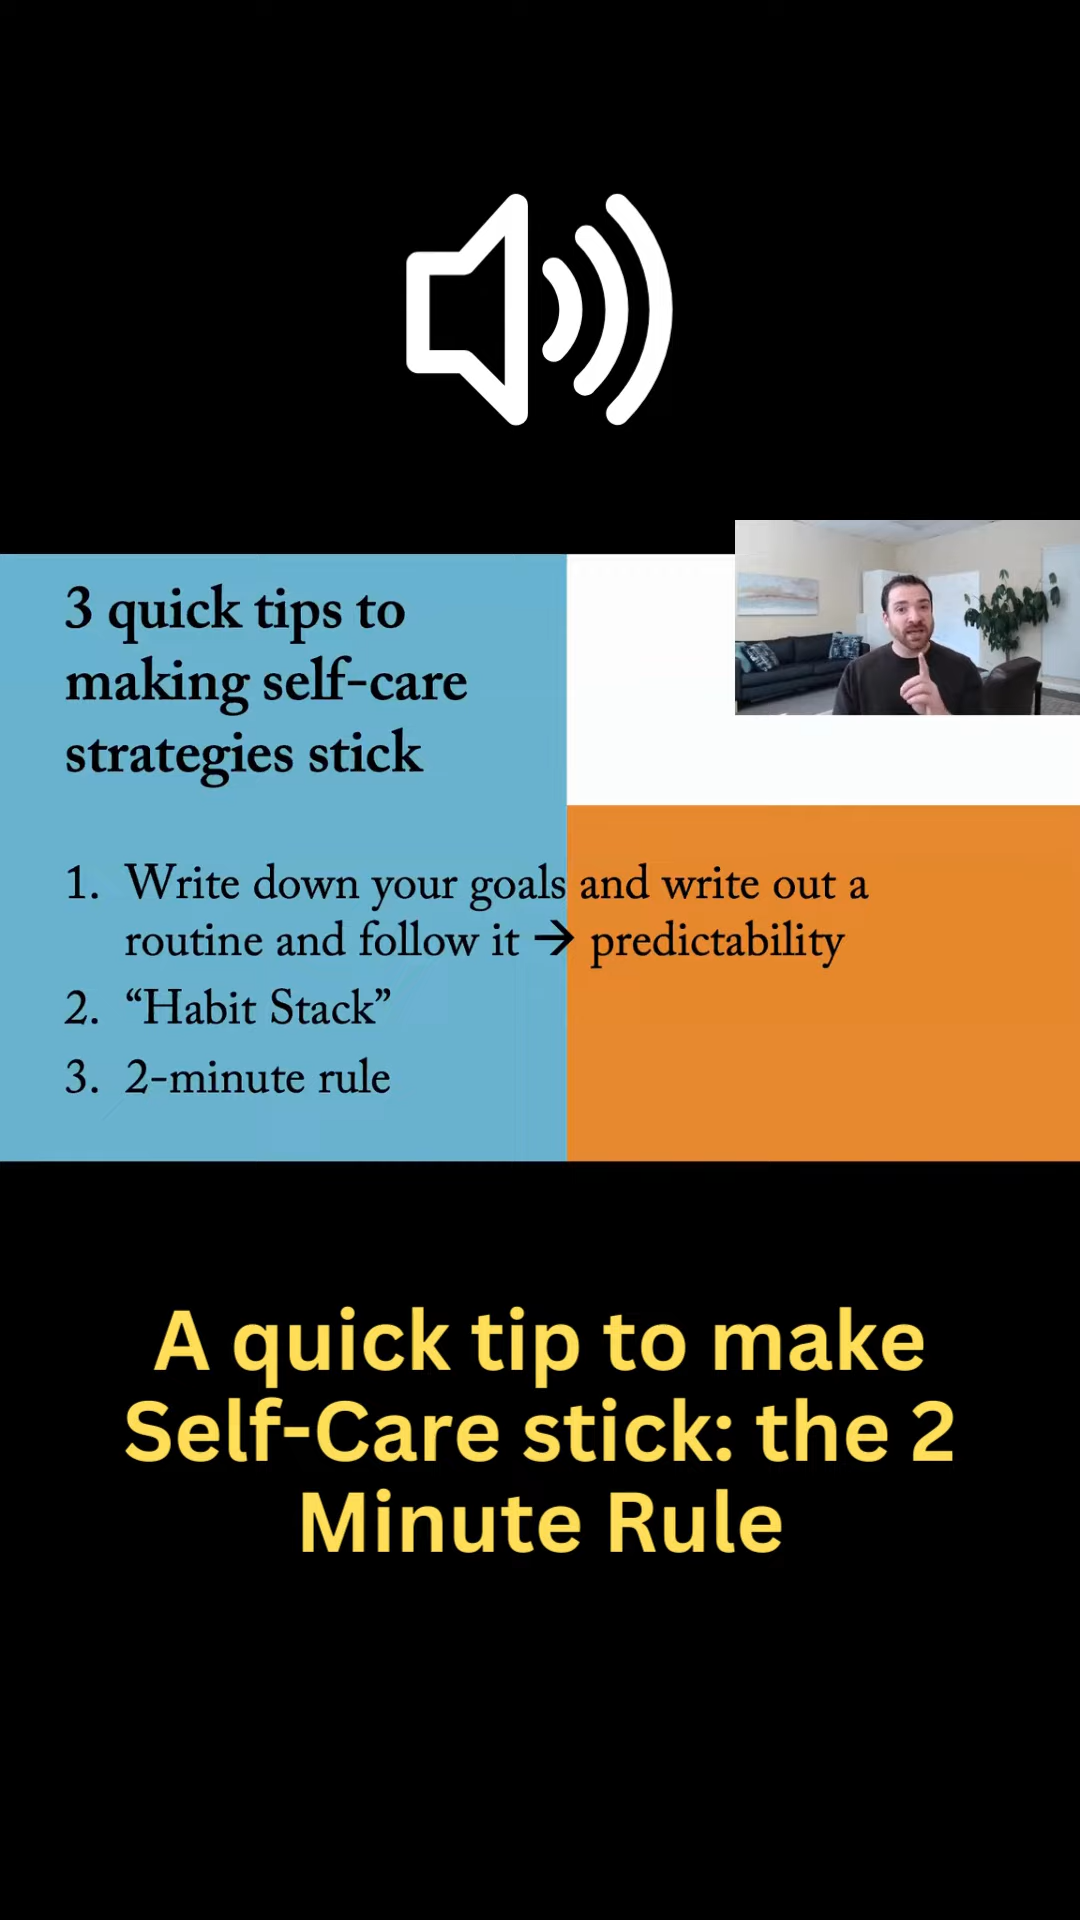 3 quick tips to
making self-care
strategies stick
1. Write down your goals and write out a
routine and follow it → predictability
2. “Habit Stack”
3. 2-minute rule
A quick tip to make
Self-Care stick: the 2
Minute Rule